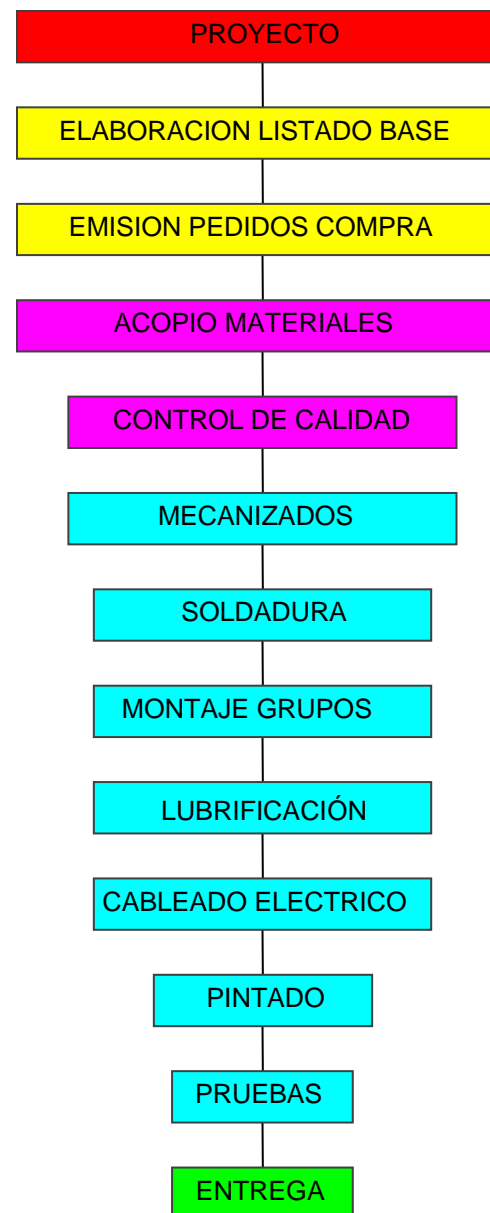 PROYECTO
ELABORACION LISTADO BASE
EMISION PEDIDOS COMPRA
ACOPIO MATERIALES
CONTROL DE CALIDAD
MECANIZADOS
SOLDADURA
MONTAJE GRUPOS
LUBRIFICACIÓN
CABLEADO ELECTRICO
PINTADO
PRUEBAS
ENTREGA